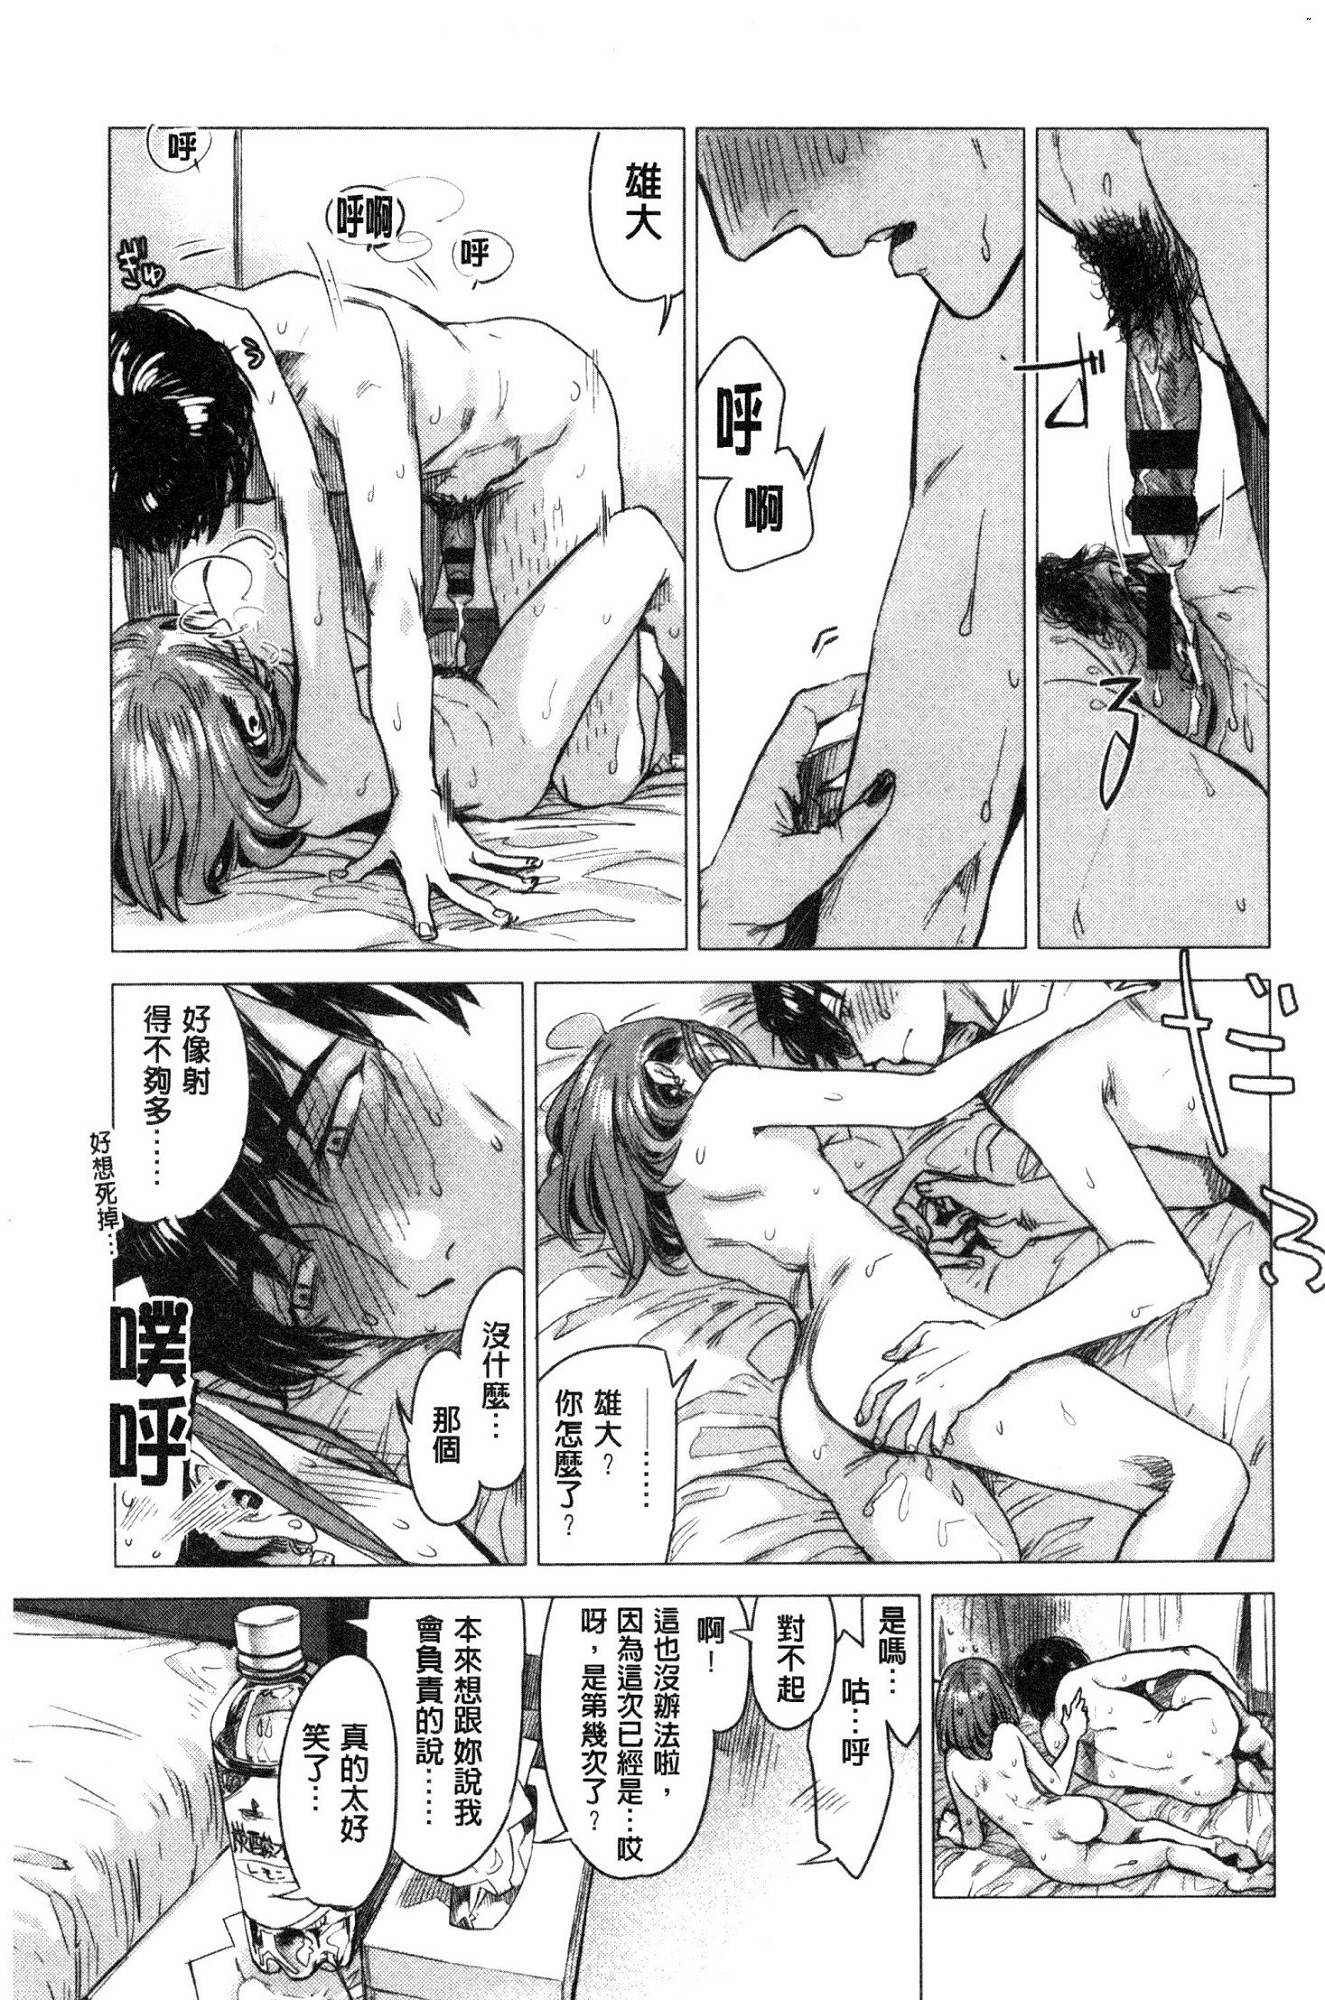 呼
啊
雄大
呼
呼啊
呼
……
雄大？
你怎麼了？
沒什麼…
那個
好像射
得不夠多……
好想死掉…
噗
呼
是嗎…
咕…呼
對不起
啊！
這也沒辦法啦，
因為這次已經是…哎
呀，是第幾次了？
本來想跟妳說我
會負責的說……
真的太好
笑了…